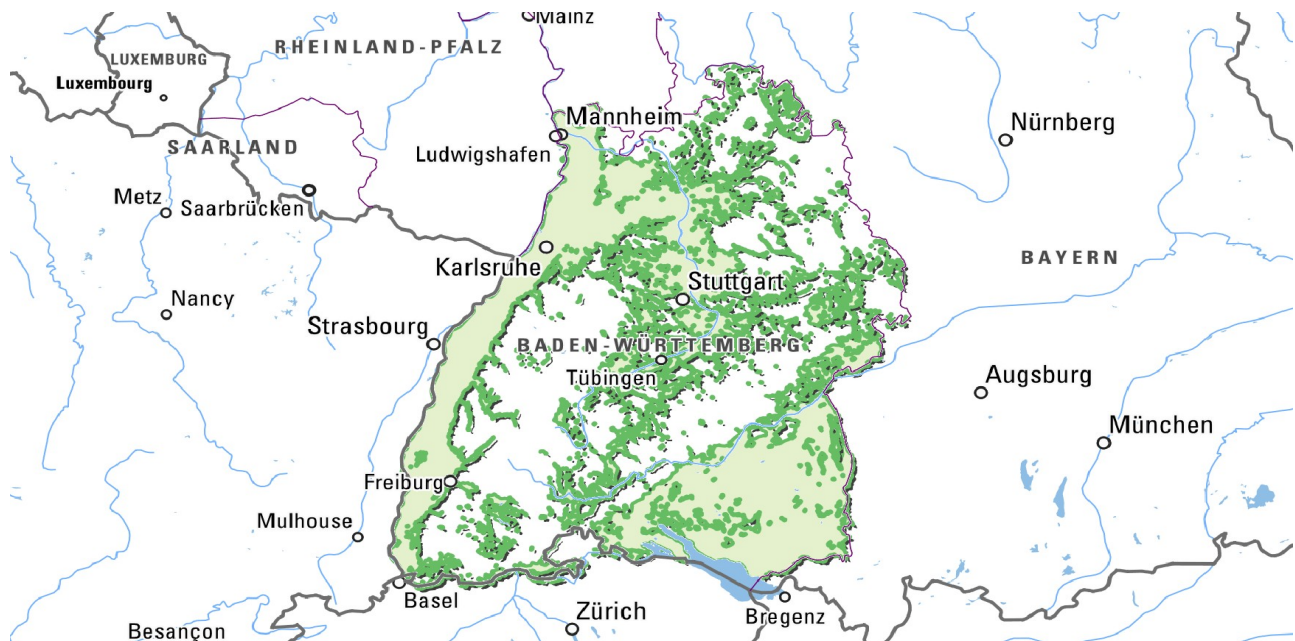 Mainz
RHEINLAND-PFALZ
LUXEMBURG
Luxembourg
Mannheim
Nürnberg
SAARLAND
Ludwigshafen
Metz
Saarbrücken
Karlsruhe
BAYERN
Stuttgart
Nancy
Strasbourg
BADEN-WÜRTTEMBERG
Tübingen
Augsburg
München
Freiburg
Mulhouse
Basel
Zürich
Bregenz
Besançon